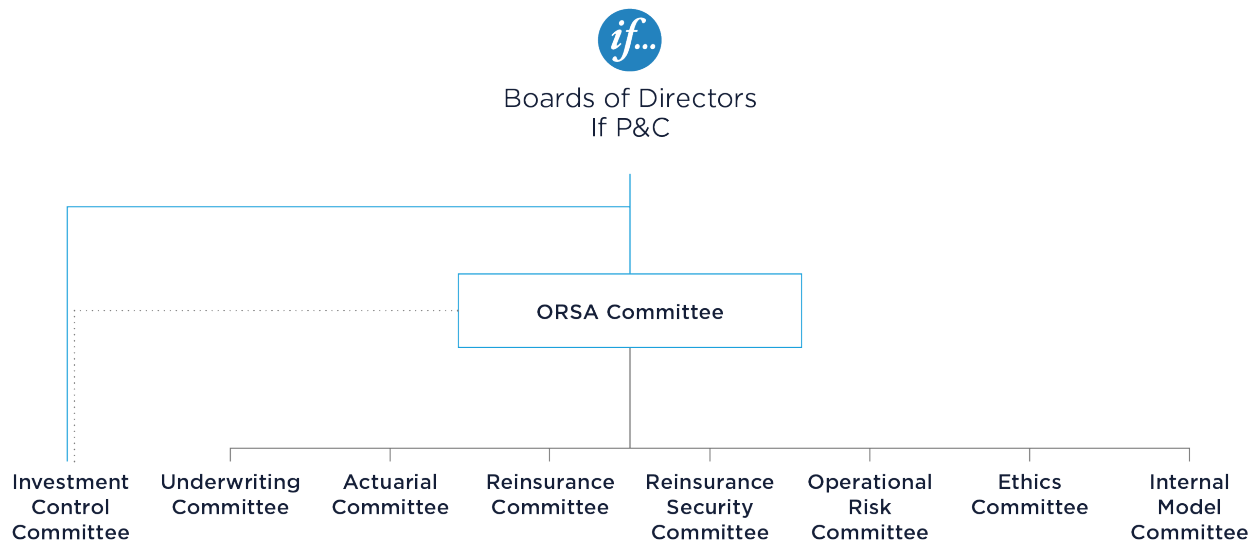 if...
Boards of Directors
If P&C
ORSA Committee
Investment
Control
Committee
Underwriting
Committee
Actuarial
Committee
Reinsurance
Committee
Reinsurance
Security
Committee
Operational
Risk
Committee
Ethics
Committee
Internal
Model
Committee